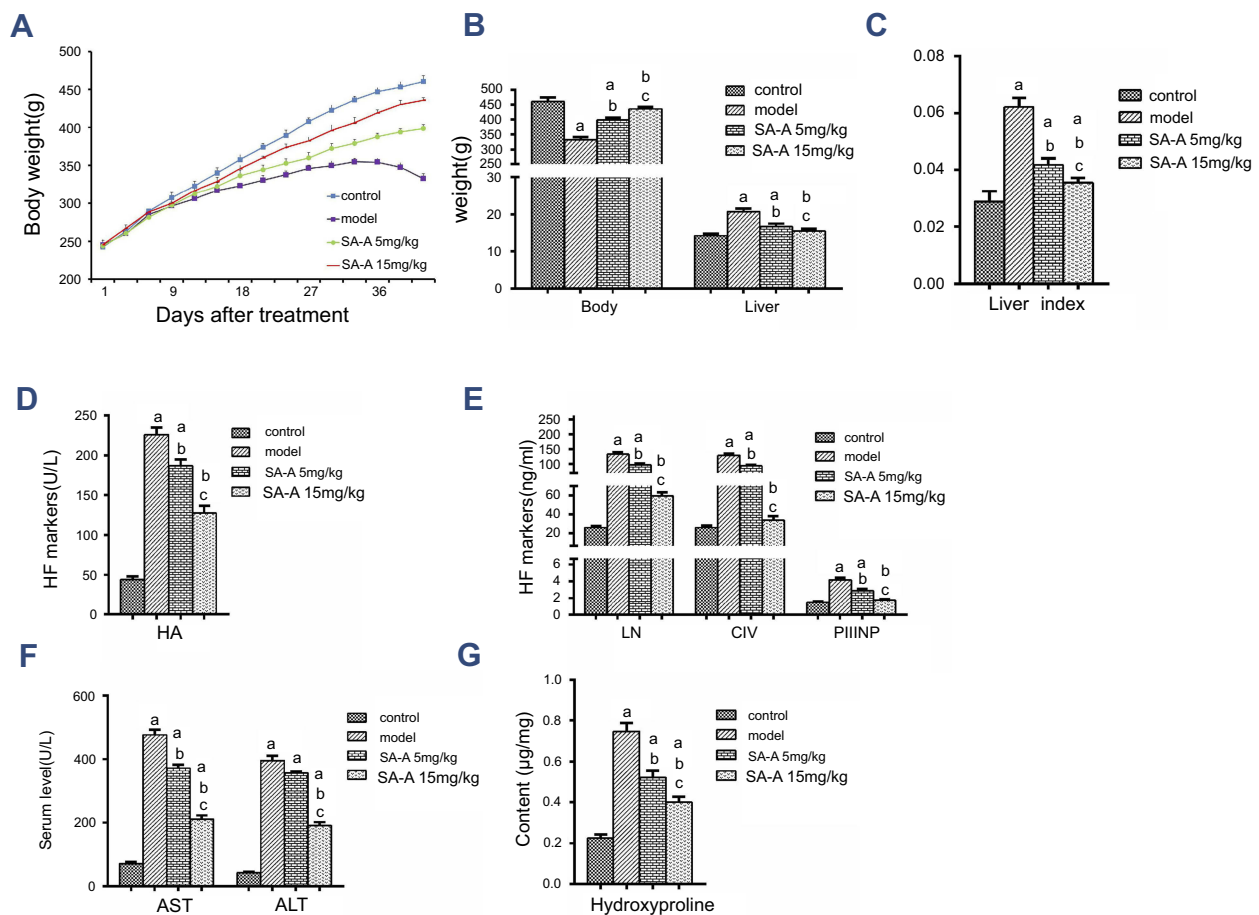 A
500
450
400
350
300
250
200
Body weight(g)
control
model
SA-A 5mg/kg
SA-A 15mg/kg
1
9
18
27
36
Days after treatment
B
500
450
400
350
300
250
30
20
10
0
weight(g)
a
a
b
b
c
a
a
b
b
c
control
model
SA-A 5mg/kg
SA-A 15mg/kg
Body
Liver
C
0.08
0.06
0.04
0.02
0.00
a
a
b
a
b
c
control
model
SA-A 5mg/kg
SA-A 15mg/kg
Liver index
D
250
200
150
100
50
0
HF markers(U/L)
a
a
b
b
c
control
model
SA-A 5mg/kg
SA-A 15mg/kg
HA
E
250
200
150
100
60
40
20
6
4
2
0
HF markers(ng/ml)
a
a
b
b
c
a
a
b
b
c
a
a
b
b
c
control
model
SA-A 5mg/kg
SA-A 15mg/kg
LN
CIV
PIIINP
F
600
400
200
0
Serum level(U/L)
a
a
b
a
b
c
a
a
a
b
c
control
model
SA-A 5mg/kg
SA-A 15mg/kg
AST
ALT
G
1.0
0.8
0.6
0.4
0.2
0.0
Content (μg/mg)
a
a
b
a
b
c
control
model
SA-A 5mg/kg
SA-A 15mg/kg
Hydroxyproline